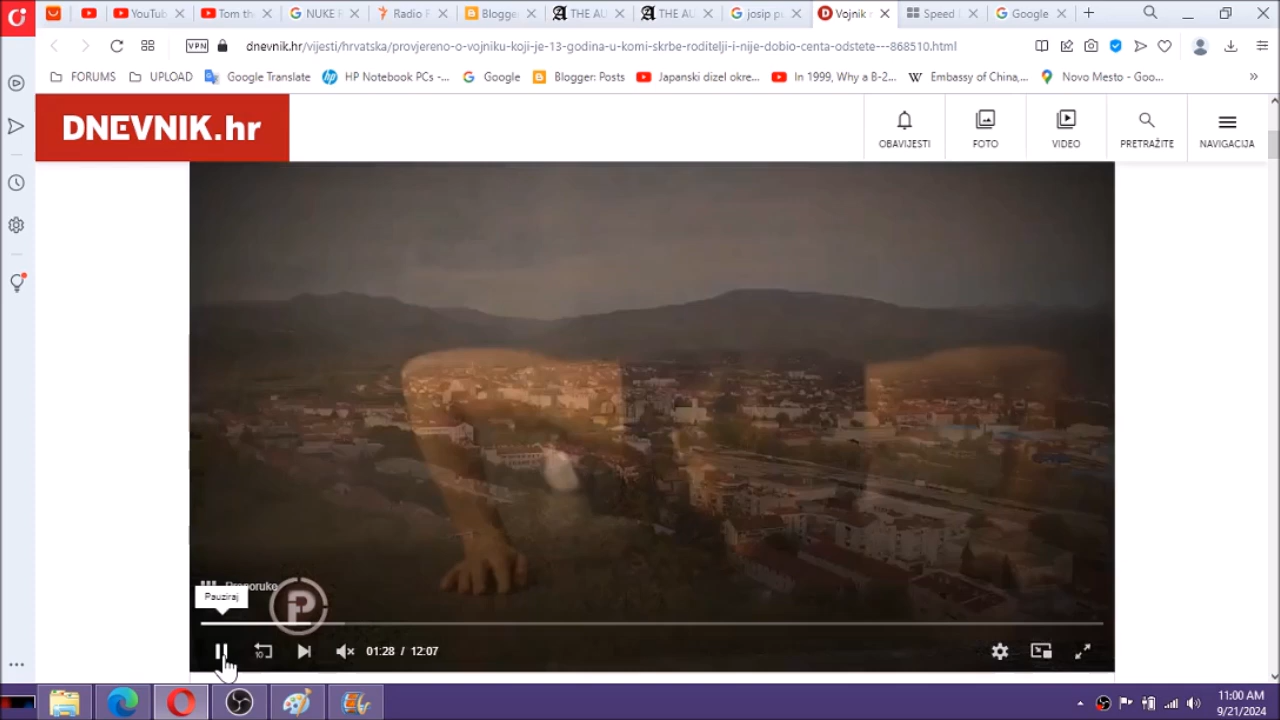 YouTub
Tom th
NUKE R
Radio F
Blogge
THE AU
THE AU
josip pu
Vojnik
Speed
Google
VPN
dnevnik.hr/vijesti/hrvatska/provjereno-o-vojniku-koji-je-13-godina-u-komi-skrbe-roditelji-i-nije-dobio-centa-odstete---868510.html
FORUMS
UPLOAD
Google Translate
HP Notebook PCs -...
Google
Blogger: Posts
Japanski dizel okre...
In 1999, Why a B-2...
Embassy of China,...
Novo Mesto - Goo...
»
DNEVNIK.hr
OBAVIJESTI
FOTO
VIDEO
PRETRAŽITE
NAVIGACIJA
Preporuke
Pauziraj
P
10
01:28 / 12:07
11:00 AM
9/21/2024